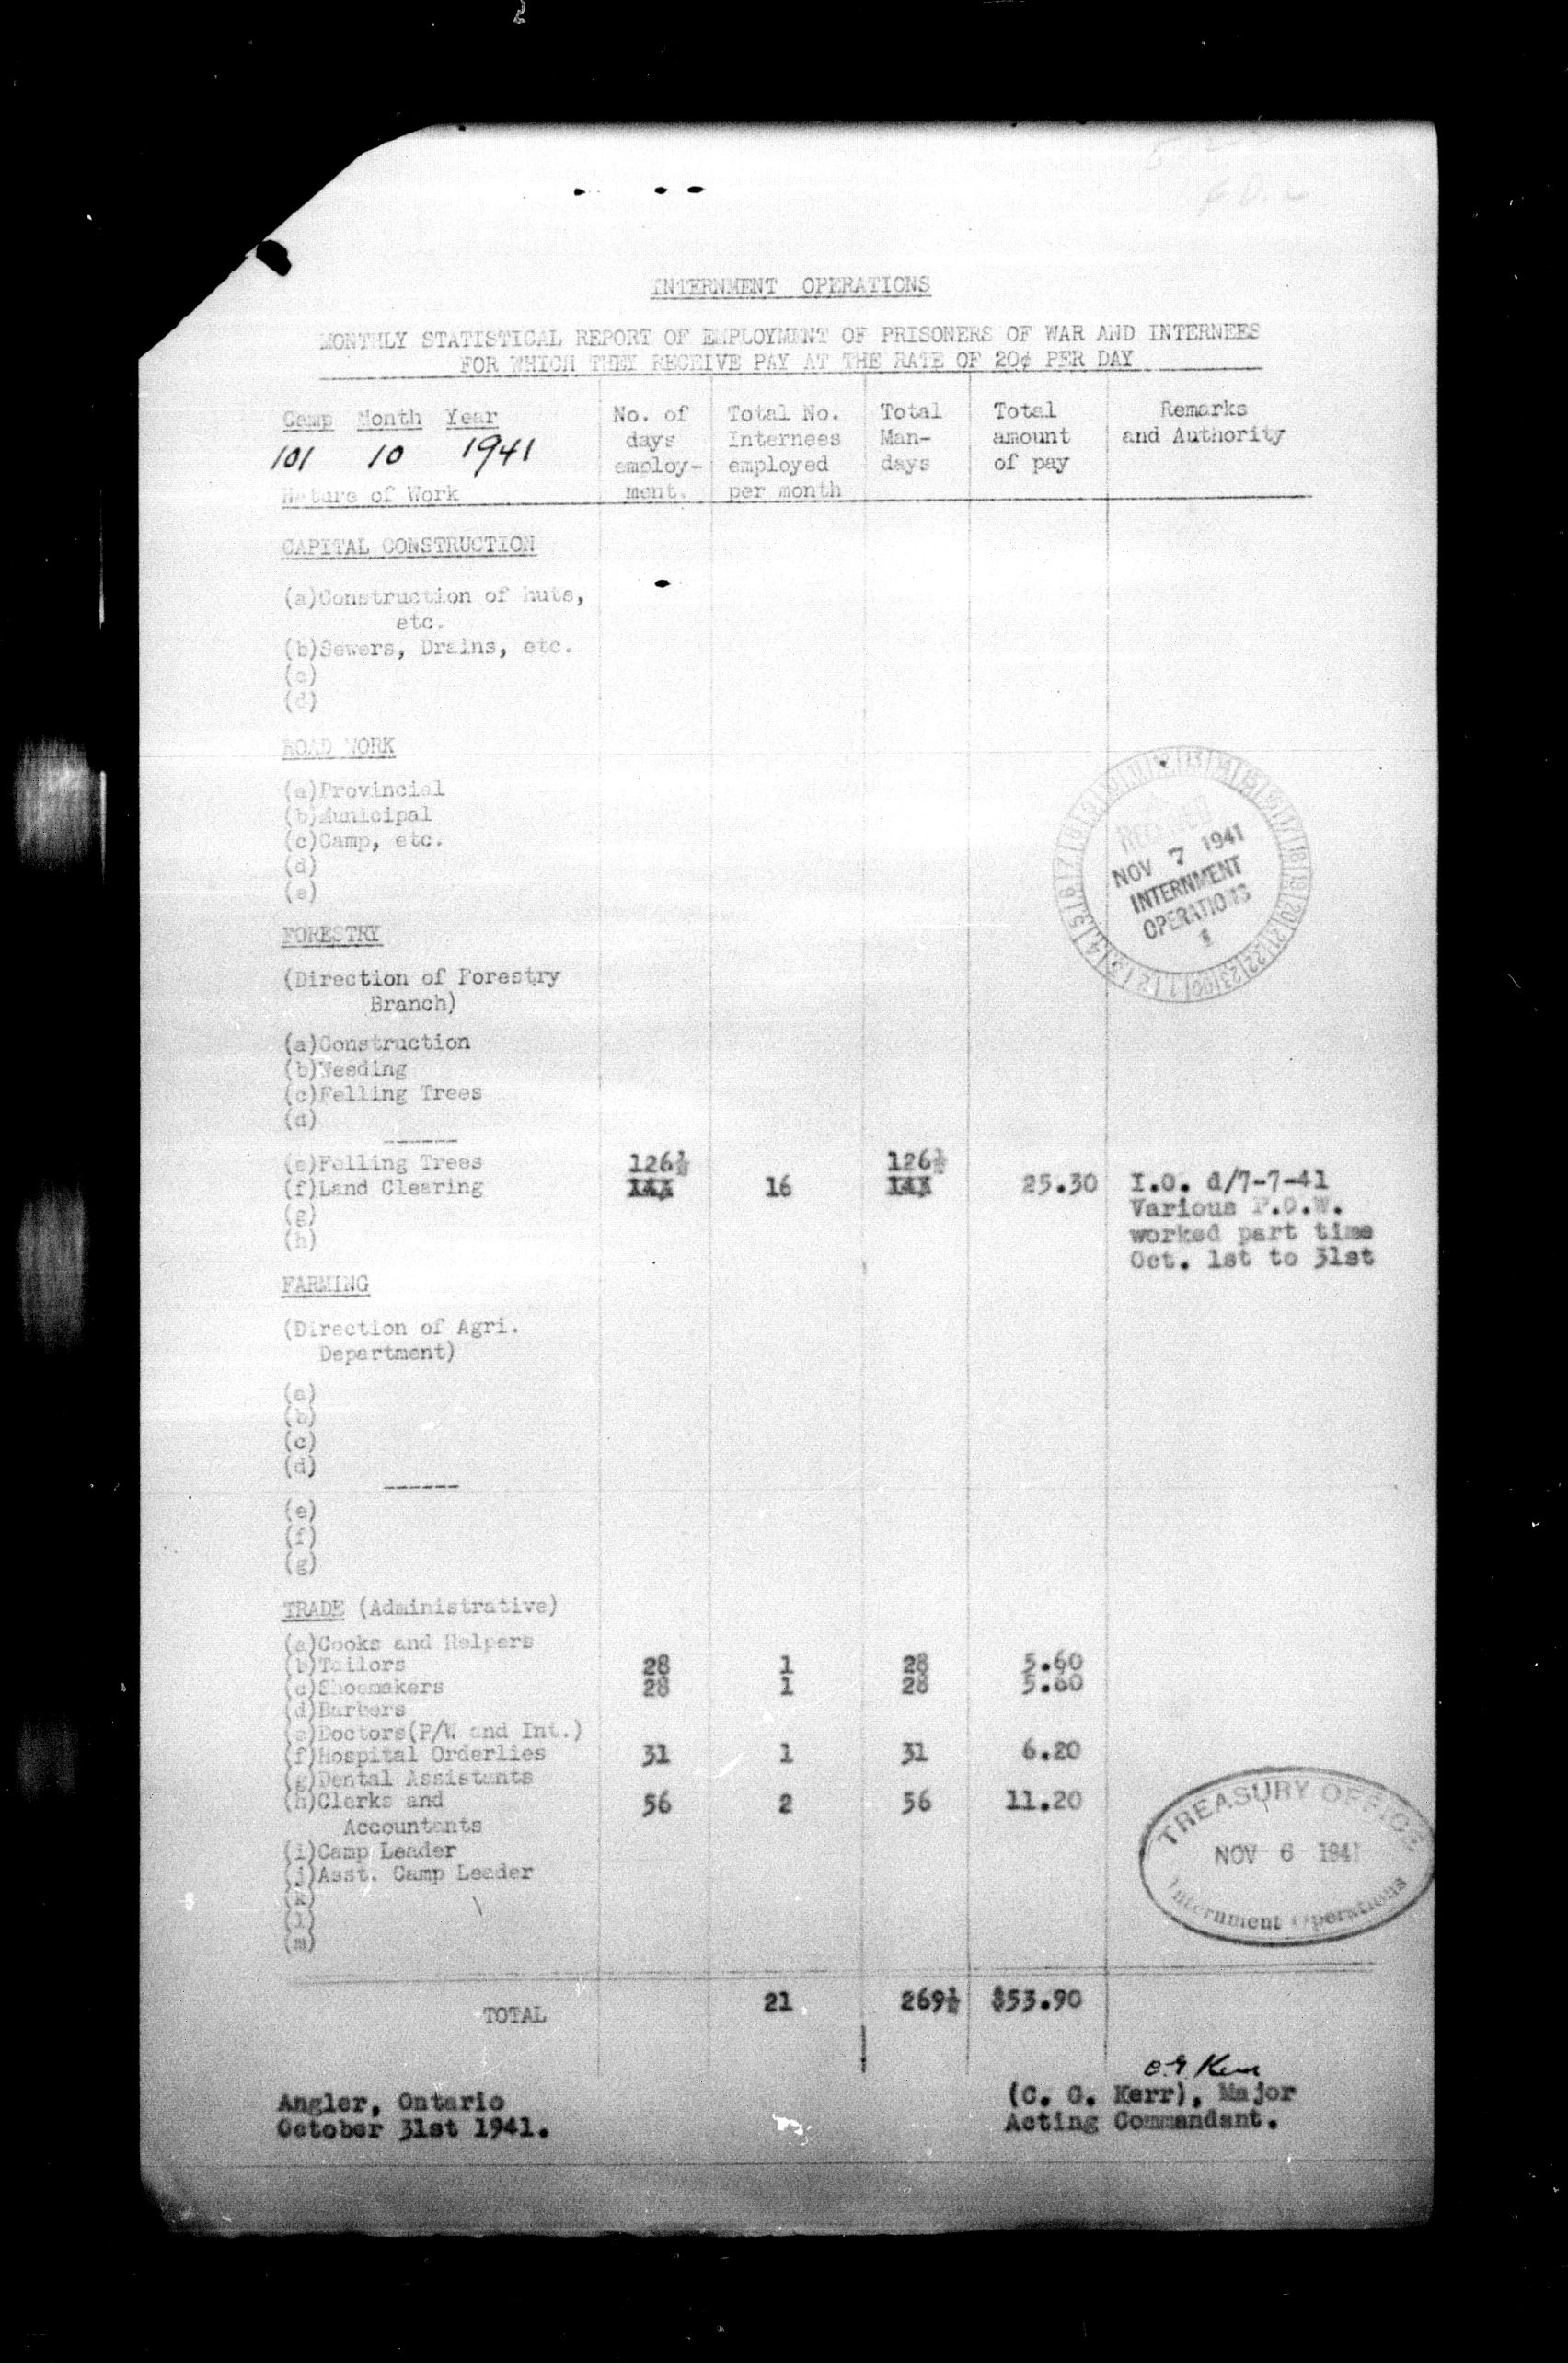 INTERNMENT OPERATIONS
MONTHLY STATISTICAL REPORT OF EMPLOYMENT OF PRISONERS OF WAR AND INTERNEES
FOR WHICH THEY RECEIVE PAY AT THE RATE OF 20¢ PER DAY
Camp Month Year
101 10 1941
Nature of Work
No. of
days
employ-
ment.
Total No.
Internees
employed
per month
Total
Man-
days
Total
amount
of pay
Remarks
and Authority
CAPITAL CONSTRUCTION
(a)Construction of huts,
etc.
(b)Sewers, Drains, etc.
(c)
(d)
ROAD WORK
(a)Provincial
(b)Municipal
(c)Camp, etc.
(d)
(e)
RECEIVED
NOV 7 1941
INTERNMENT
OPERATIONS
FORESTRY
(Direction of Forestry
Branch)
(a)Construction
(b)Weeding
(c)Felling Trees
(d)
------
(e)Felling Trees 126½ 126½
(f)Land Clearing 16 25.30 I.O. d/7-7-41
(g) Various P.O.W.
(h) worked part time
Oct. 1st to 31st
FARMING
(Direction of Agri.
Department)
(a)
(b)
(c)
(d)
------
(e)
(f)
(g)
TRADE (Administrative)
(a)Cooks and Helpers
(b)Tailors 28 1 28 5.60
(c)Shoemakers 28 1 28 5.60
(d)Barbers
(e)Doctors(P/W and Int.)
(f)Hospital Orderlies 31 1 31 6.20
(g)Dental Assistants
(h)Clerks and 56 2 56 11.20
Accountants
(i)Camp Leader
(j)Asst. Camp Leader
(k)
(l)
(m)
TREASURY OFFICE
NOV 6 1941
Internment Operations
TOTAL 21 269½ $53.90
C. G. Kerr
Angler, Ontario (C. G. Kerr), Major
October 31st 1941. Acting Commandant.